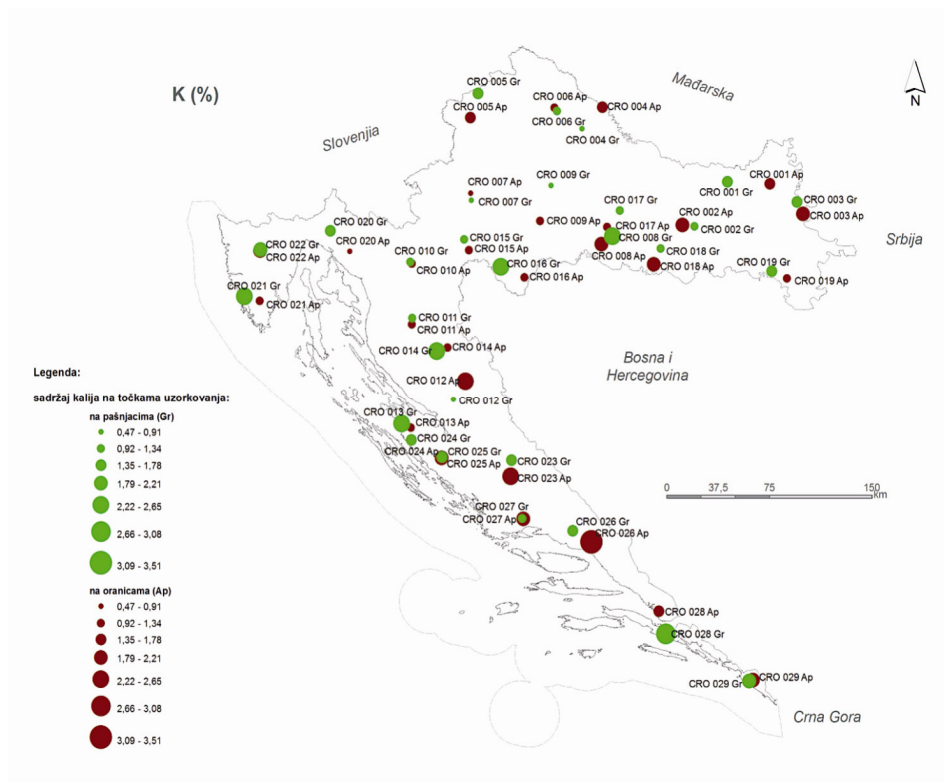 CRO 005 Gr
K (%)
Mađarska
N
CRO 005 Ap
CRO 006 Ap
CRO 004 Ap
CRO 006 Gr
CRO 004 Gr
Slovenjia
CRO 009 Gr
CRO 001 Ap
CRO 007 Ap
CRO 001 Gr
CRO 007 Gr
CRO 003 Gr
CRO 017 Gr
CRO 002 Ap
CRO 003 Ap
CRO 020 Gr
CRO 009 Ap
CRO 017 Ap
CRO 002 Gr
CRO 008 Gr
Srbija
CRO 022 Gr
CRO 020 Ap
CRO 015 Gr
CRO 010 Gr
CRO 015 Ap
CRO 018 Gr
CRO 022 Ap
CRO 008 Ap
CRO 019 Gr
CRO 010 Ap
CRO 016 Gr
CRO 018 Ap
CRO 016 Ap
CRO 019 Ap
CRO 021 Gr
CRO 021 Ap
CRO 011 Gr
CRO 011 Ap
CRO 014 Ap
CRO 014 Gr
Bosna i
Hercegovina
Legenda:
CRO 012 Ap
sadržaj kalija na točkama uzorkovanja:
CRO 012 Gr
na pašnjacima (Gr)
CRO 013 Gr
0,47 - 0,91
CRO 013 Ap
0,92 - 1,34
CRO 024 Gr
1,35 - 1,78
CRO 024 Ap
CRO 025 Gr
CRO 025 Ap
CRO 023 Gr
1,79 - 2,21
CRO 023 Ap
2,22 - 2,65
0 37,5 75 150
km
CRO 027 Gr
CRO 027 Ap
CRO 026 Gr
2,66 - 3,08
CRO 026 Ap
3,09 - 3,51
na oranicama (Ap)
0,47 - 0,91
CRO 028 Ap
0,92 - 1,34
CRO 028 Gr
1,35 - 1,78
1,79 - 2,21
2,22 - 2,65
CRO 029 Ap
CRO 029 Gr
2,66 - 3,08
Crna Gora
3,09 - 3,51